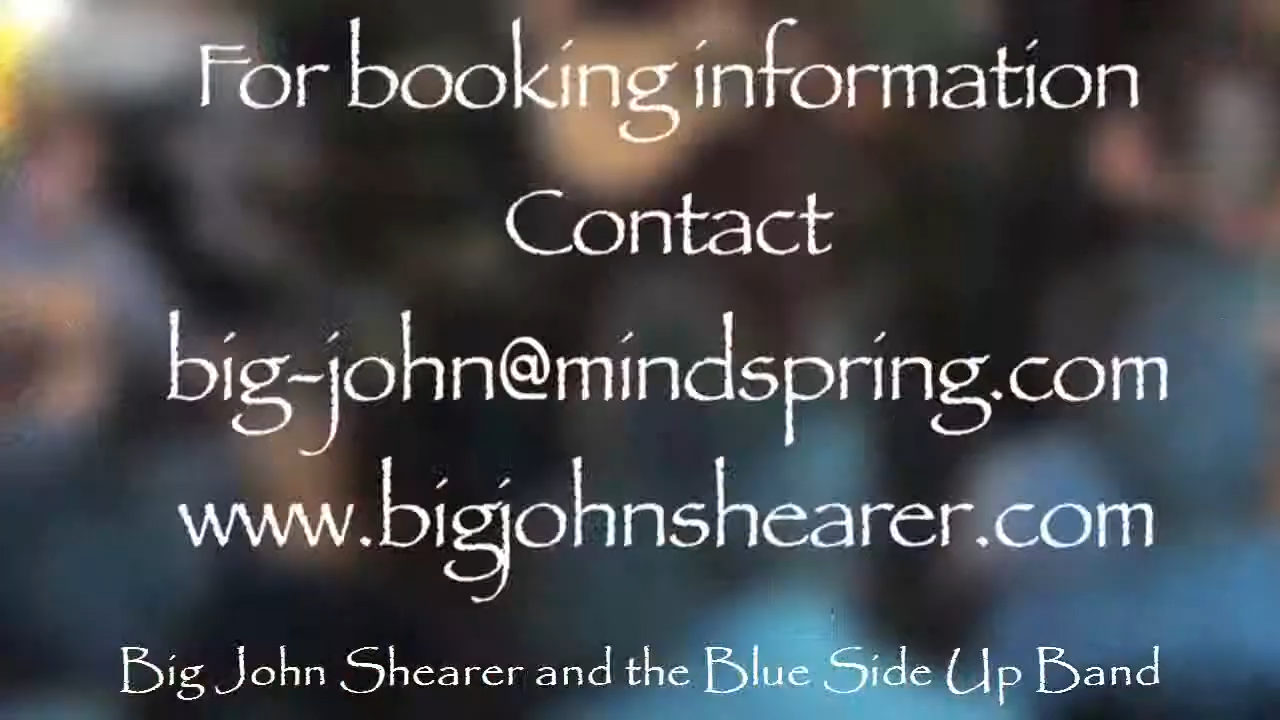 For booking information
Contact
big-john@mindspring.com
www.bigjohnshearer.com
Big John Shearer and the Blue Side Up Band